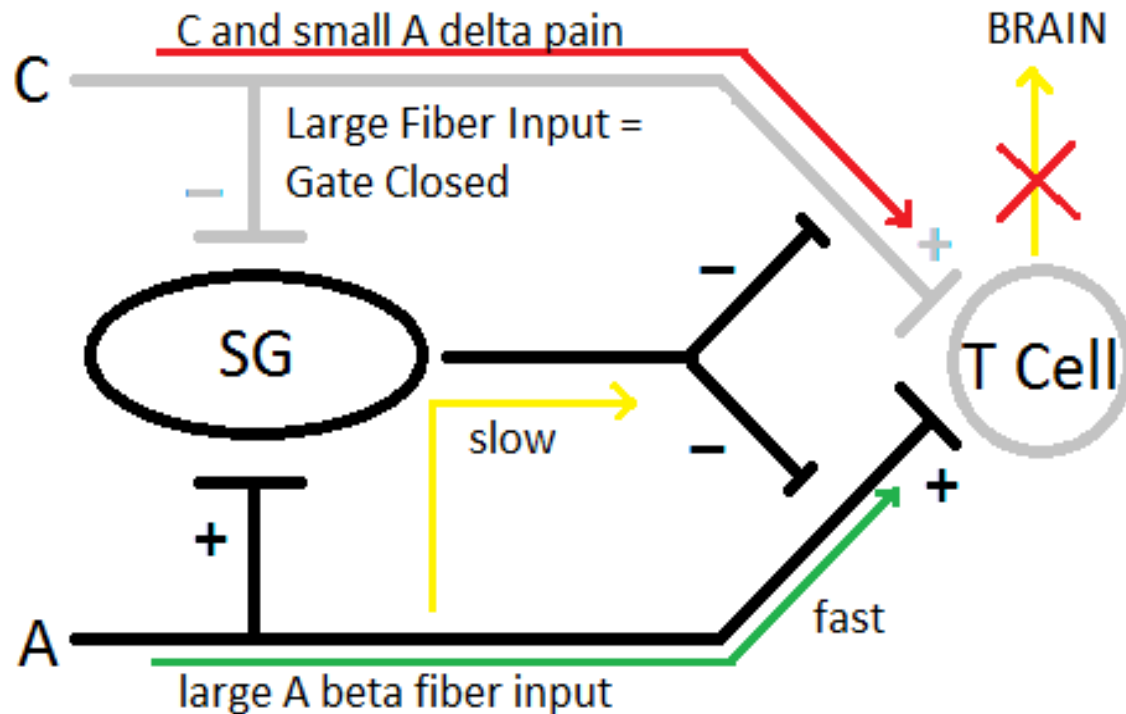 C and small A delta pain
BRAIN
C
Large Fiber Input =
Gate Closed
−
+
SG
−
T Cell
slow
−
+
+
fast
A
large A beta fiber input